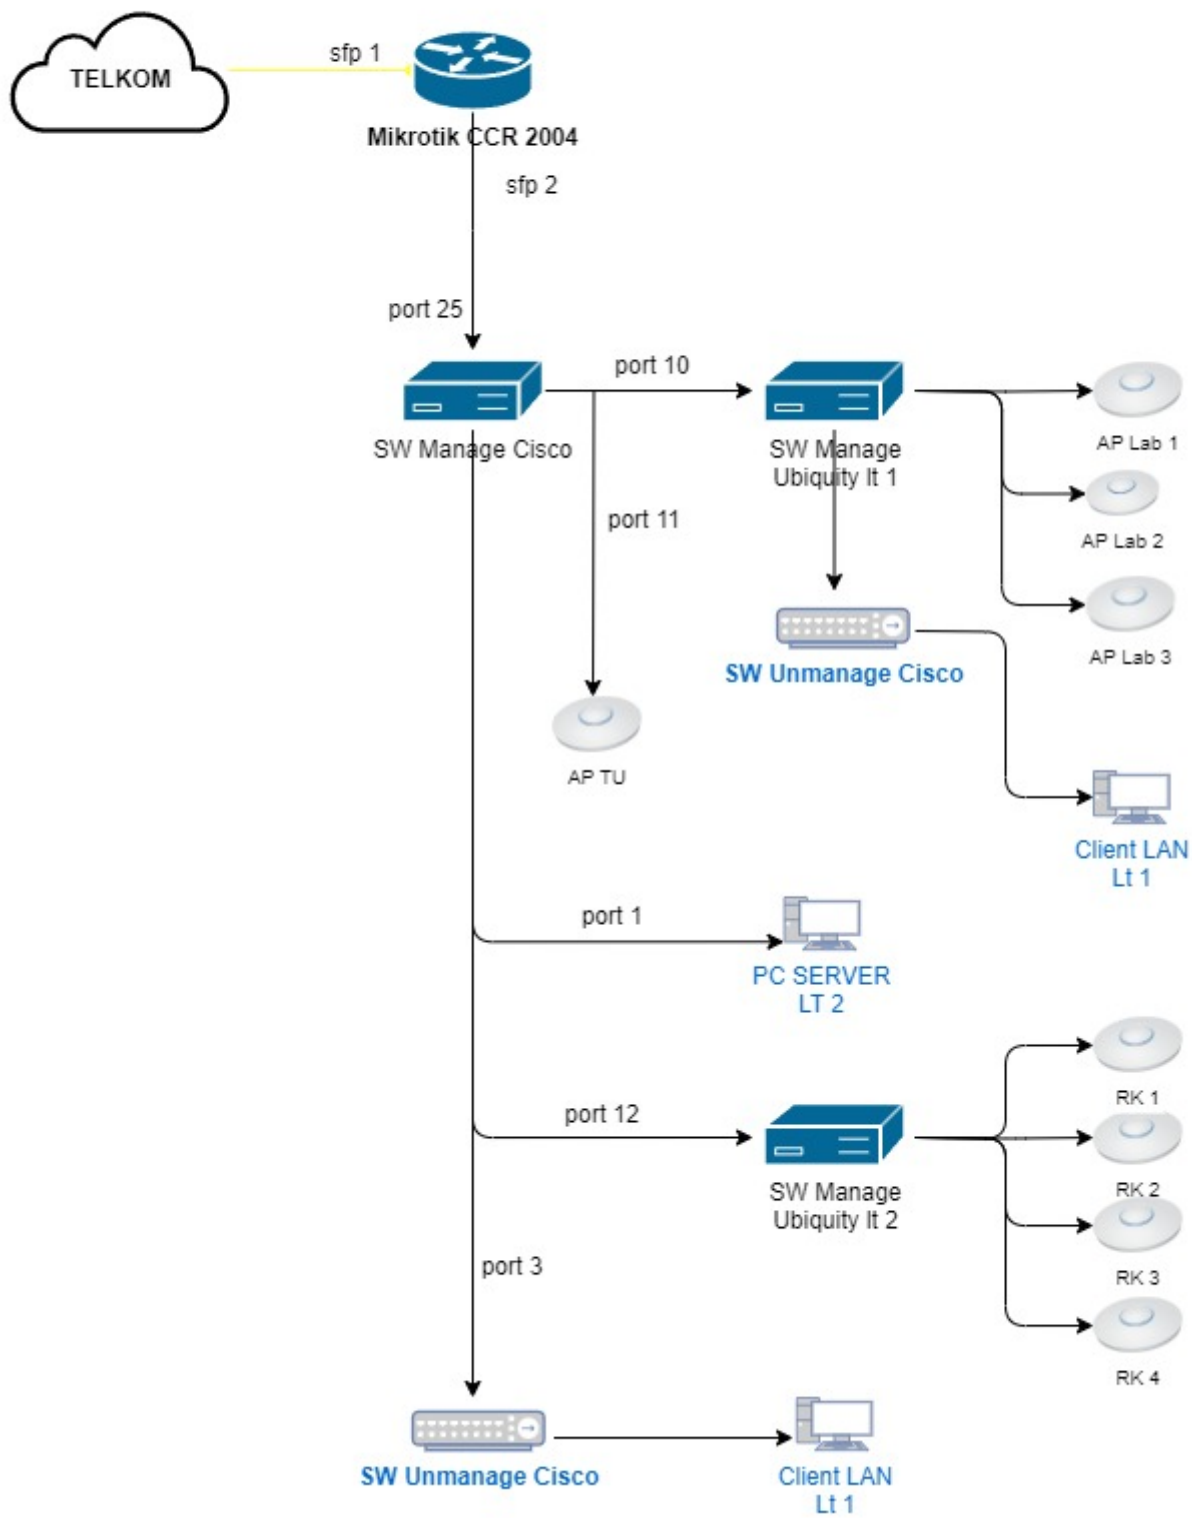 TELKOM
sfp 1
Mikrotik CCR 2004
sfp 2
port 25
port 10
SW Manage Cisco
SW Manage
Ubiquity lt 1
AP Lab 1
port 11
AP Lab 2
AP Lab 3
SW Unmanage Cisco
AP TU
Client LAN
Lt 1
port 1
PC SERVER
LT 2
RK 1
port 12
SW Manage
Ubiquity lt 2
RK 2
port 3
RK 3
RK 4
SW Unmanage Cisco
Client LAN
Lt 1